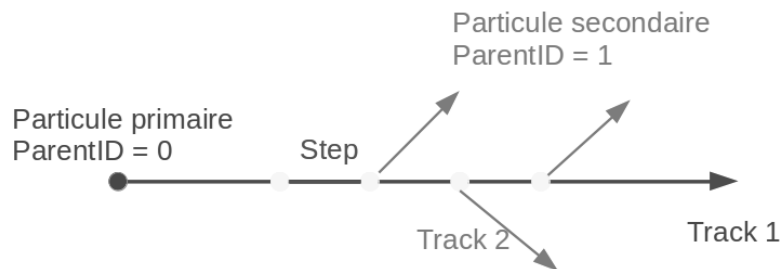 Particule secondaire
ParentID = 1
Particule primaire
ParentID = 0
Step
Track 2
Track 1